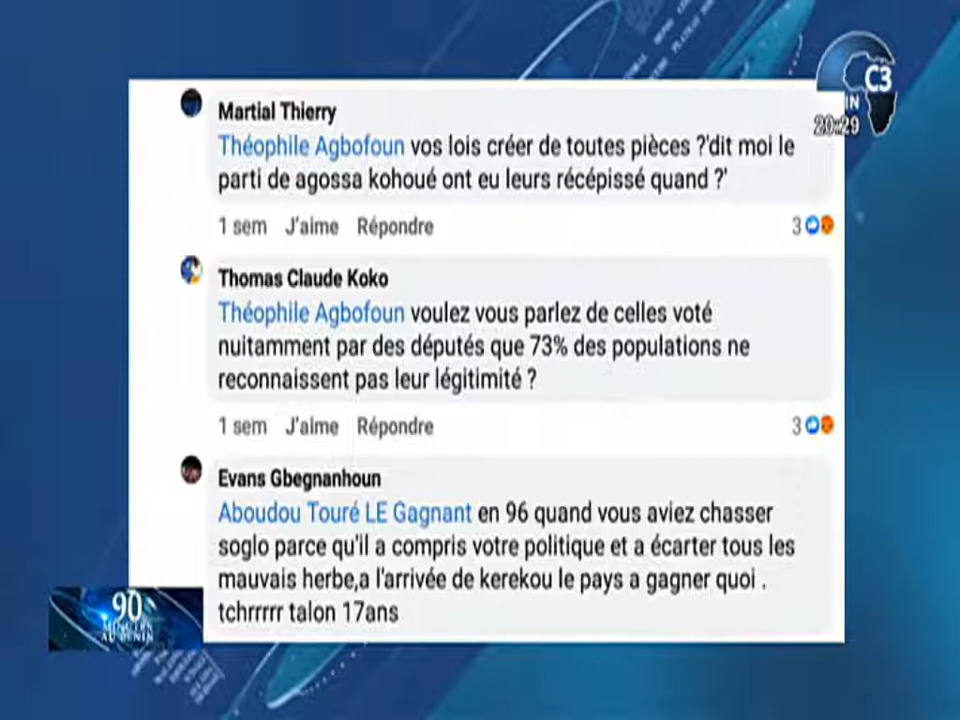 C3
IN
20:29
Martial Thierry
Théophile Agbofoun vos lois créer de toutes pièces ?'dit moi le
parti de agossa kohoué ont eu leurs récépissé quand ?'
1 sem J'aime Répondre
3
Thomas Claude Koko
Théophile Agbofoun voulez vous parlez de celles voté
nuitamment par des députés que 73% des populations ne
reconnaissent pas leur légitimité ?
1 sem J'aime Répondre
3
Evans Gbegnanhoun
Aboudou Touré LE Gagnant en 96 quand vous aviez chasser
soglo parce qu'il a compris votre politique et a écarter tous les
mauvais herbe,a l'arrivée de kerekou le pays a gagner quoi .
tchrrrrr talon 17ans
90
MINUTES
AU BENIN